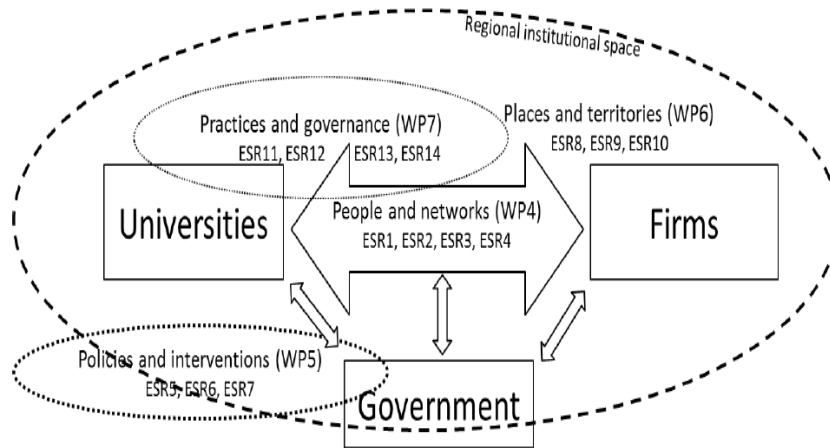 Regional institutional space
Practices and governance (WP7)
ESR11, ESR12 ESR13, ESR14
Places and territories (WP6)
ESR8, ESR9, ESR10
Universities
People and networks (WP4)
ESR1, ESR2, ESR3, ESR4
Firms
Policies and interventions (WP5)
ESR5, ESR6, ESR7
Government